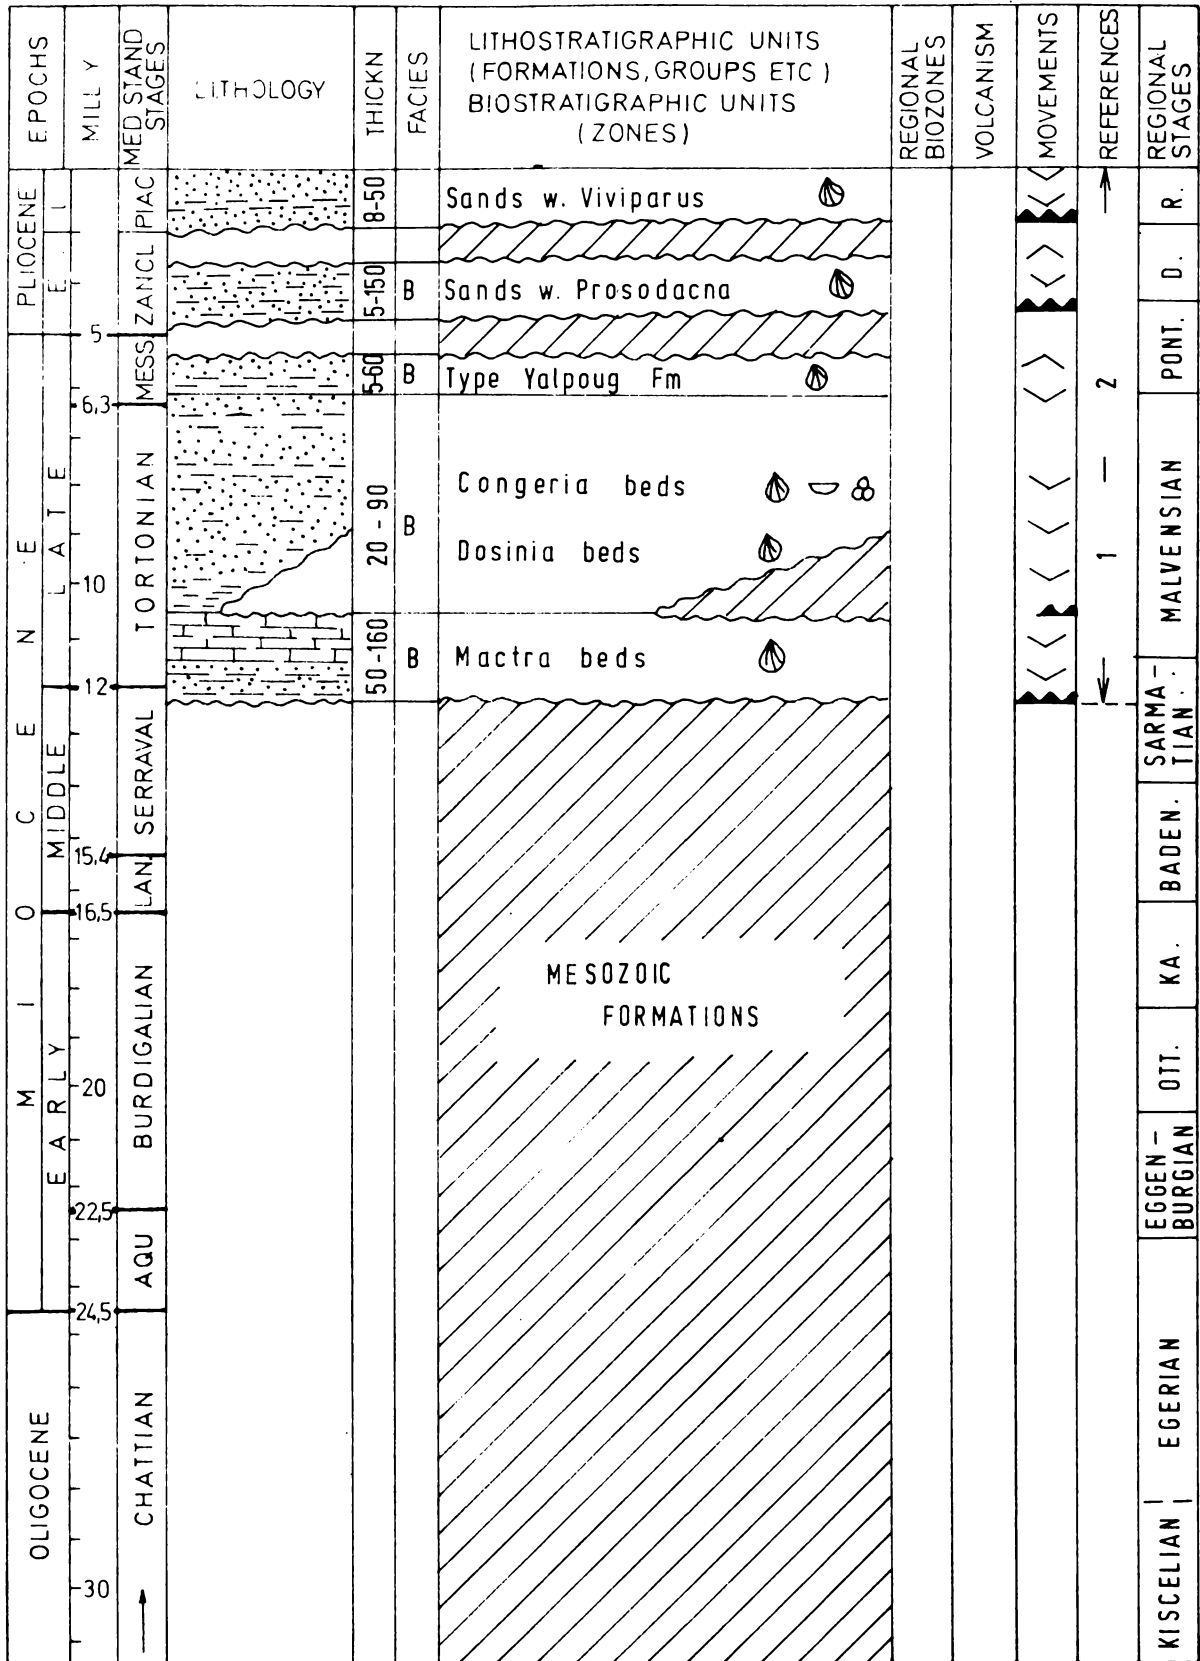 EPOCHS
MILL Y
MED STAND
STAGES
LITHOLOGY
THICKN
FACIES
LITHOSTRATIGRAPHIC UNITS
(FORMATIONS, GROUPS ETC)
BIOSTRATIGRAPHIC UNITS
(ZONES)
REGIONAL
BIOZONES
VOLCANISM
MOVEMENTS
REFERENCES
REGIONAL
STAGES
PLIOCENE
E L
PIAC
8-50
Sands w. Viviparus
R.
ZANCL
5-150
B
Sands w. Prosodacna
D.
5
MESS
5-60
B
Type Yalpoug Fm
PONT.
6,3
MIOCENE
LATE
TORTONIAN
20 - 90
B
Congeria beds
Dosinia beds
1 — 2
MALVENSIAN
10
50-160
B
Mactra beds
12
MIDDLE
SERRAVAL
SARMA-
TIAN.
15,4
LAN
BADEN.
16,5
EARLY
BURDIGALIAN
MESOZOIC
FORMATIONS
KA.
20
OTT.
22,5
AQU
EGGEN-
BURGIAN
24,5
OLIGOCENE
CHATTIAN
EGERIAN
30
KISCELIAN